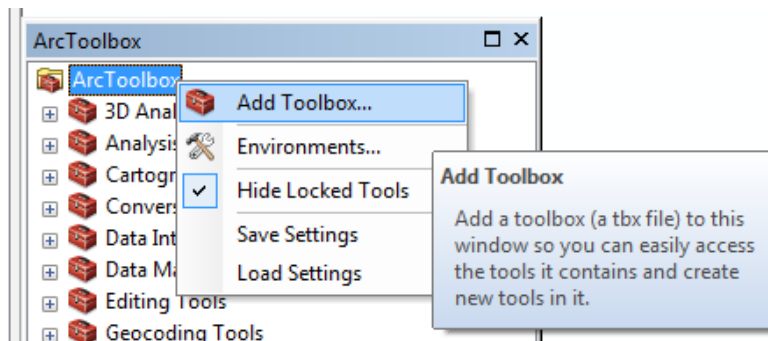 ArcToolbox
ArcToolbox
3D Anal
Analysis
Cartogr
Convers
Data Int
Data Ma
Editing Tools
Geocoding Tools
Add Toolbox...
Environments...
Hide Locked Tools
Save Settings
Load Settings
Add Toolbox
Add a toolbox (a tbx file) to this
window so you can easily access
the tools it contains and create
new tools in it.